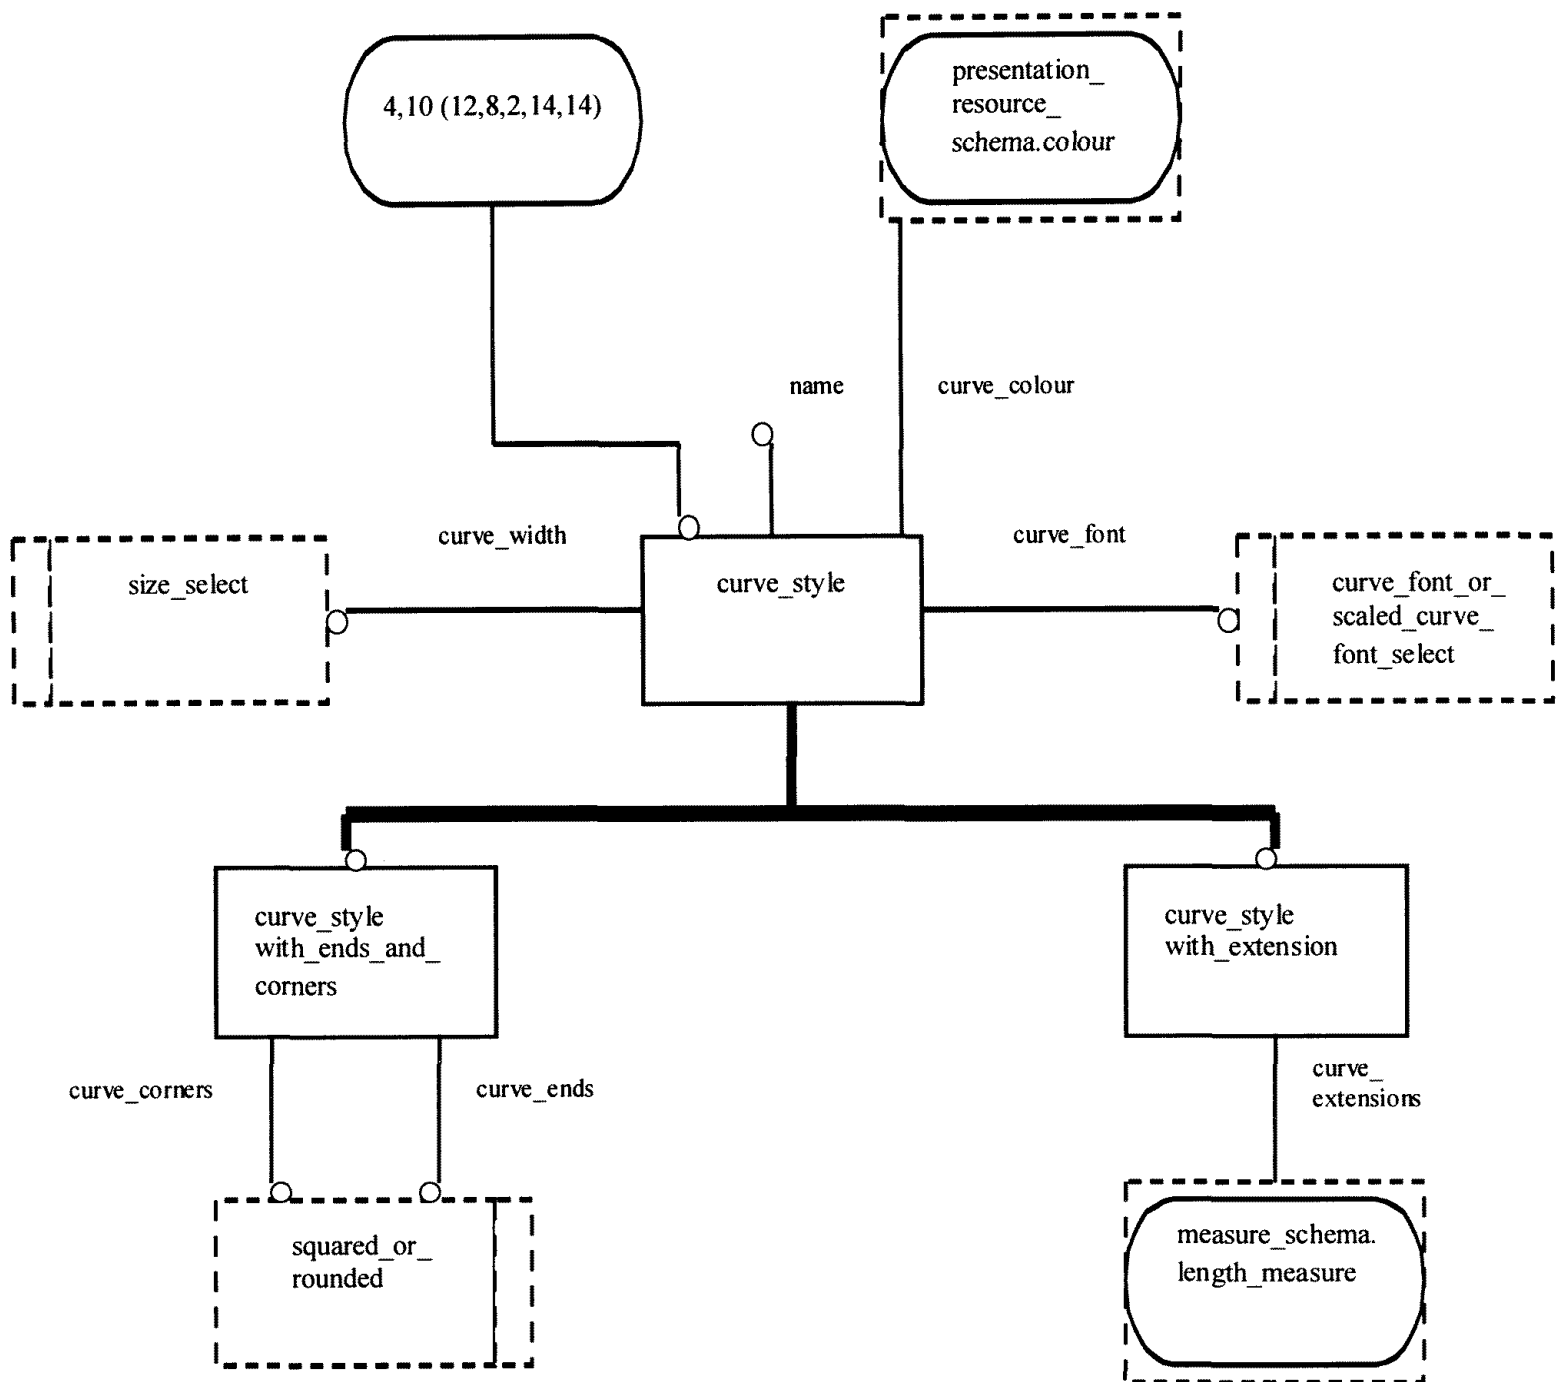 4,10 (12,8,2,14,14)
presentation_
resource_
schema.colour
name
curve_colour
curve_width
curve_font
size_select
curve_style
curve_font_or_
scaled_curve_
font_select
curve_style
with_ends_and_
corners
curve_style
with_extension
curve_corners
curve_ends
curve_
extensions
squared_or_
rounded
measure_schema.
length_measure